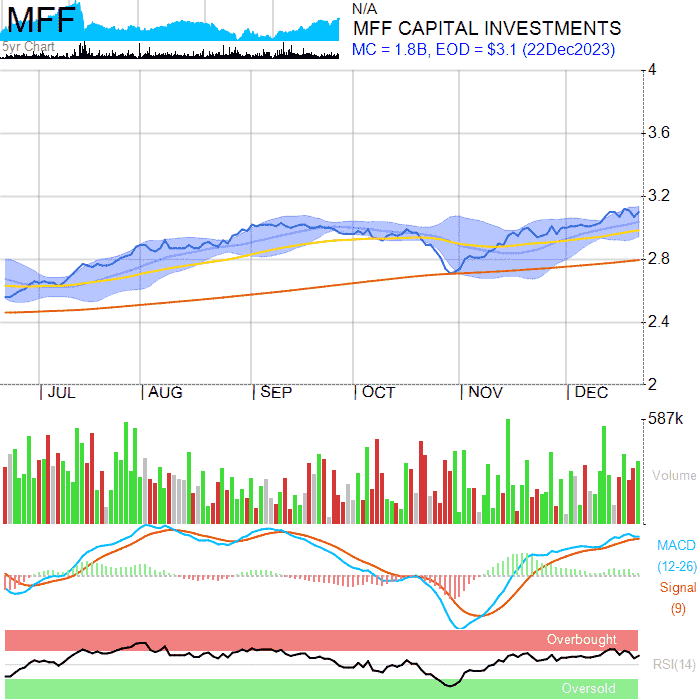 MFF
5yr Chart
N/A
MFF CAPITAL INVESTMENTS
MC = 1.8B, EOD = $3.1 (22Dec2023)
4
3.6
3.2
2.8
2.4
2
JUL AUG SEP OCT NOV DEC
587k
Volume
MACD
(12-26)
Signal
(9)
Overbought
RSI(14)
Oversold